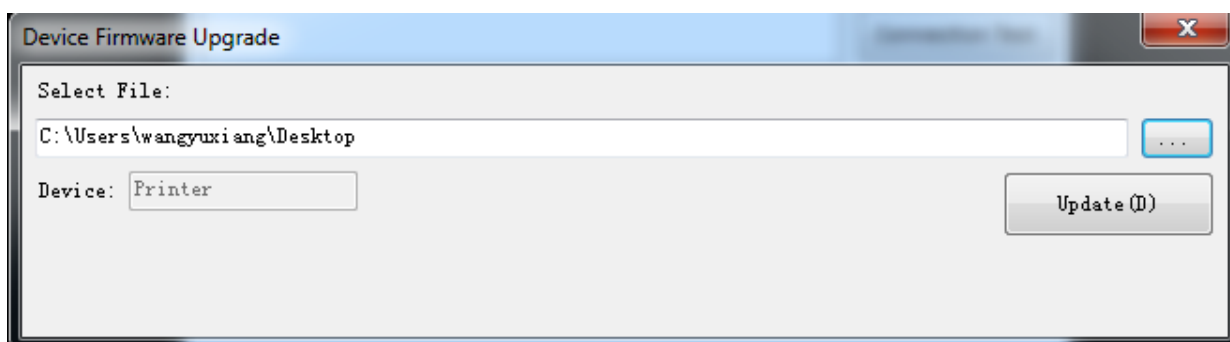 Device Firmware Upgrade
Select File:
C:\Users\wangyuxiang\Desktop
...
Device: Printer
Update(D)